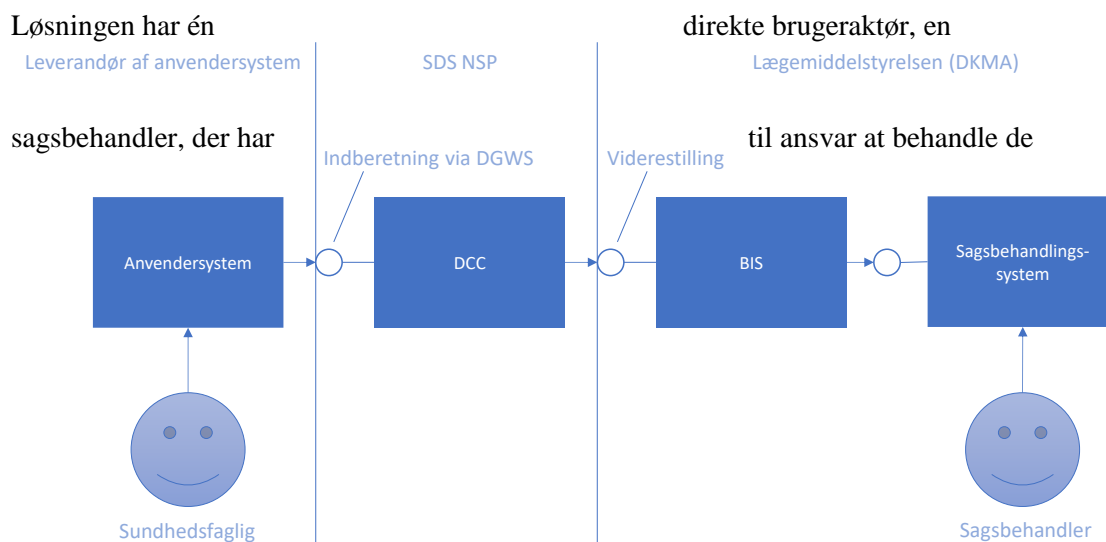 Løsningen har én direkte brugeraktør, en
Leverandør af anvendersystem
SDS NSP
Lægemiddelstyrelsen (DKMA)
sagsbehandler, der har til ansvar at behandle de
Indberetning via DGWS
Viderestilling
Anvendersystem
DCC
BIS
Sagsbehandlings-
system
Sundhedsfaglig
Sagsbehandler